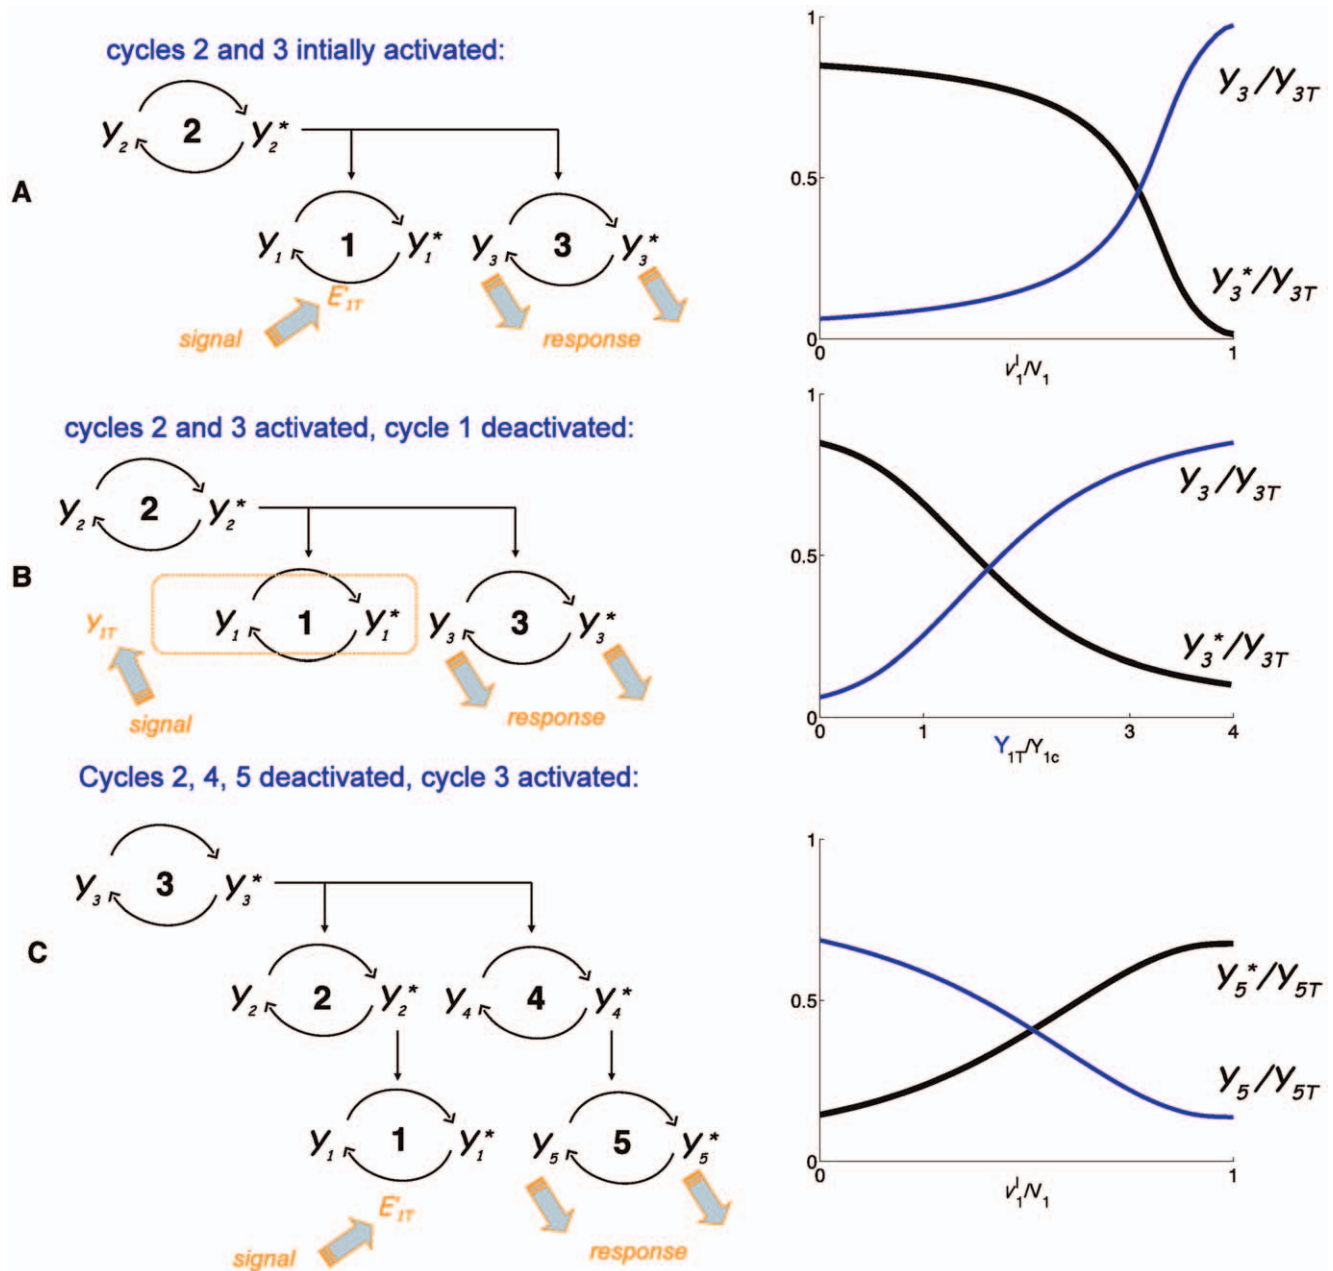 cycles 2 and 3 intially activated:
Y2 2 Y2*
A
Y1 1 Y1* Y3 3 Y3*
E'1T
signal response
1
0.5
0
0 1
Y3/Y3T
Y3*/Y3T
v1^I/V1
cycles 2 and 3 activated, cycle 1 deactivated:
Y2 2 Y2*
B
Y1T Y1 1 Y1* Y3 3 Y3*
signal response
1
0.5
0
0 1 3 4
Y3/Y3T
Y3*/Y3T
Y1T/Y1c
Cycles 2, 4, 5 deactivated, cycle 3 activated:
Y3 3 Y3*
C
Y2 2 Y2* Y4 4 Y4*
Y1 1 Y1* Y5 5 Y5*
E'1T
signal response
1
0.5
0
0 1
Y5*/Y5T
Y5/Y5T
v1^I/V1